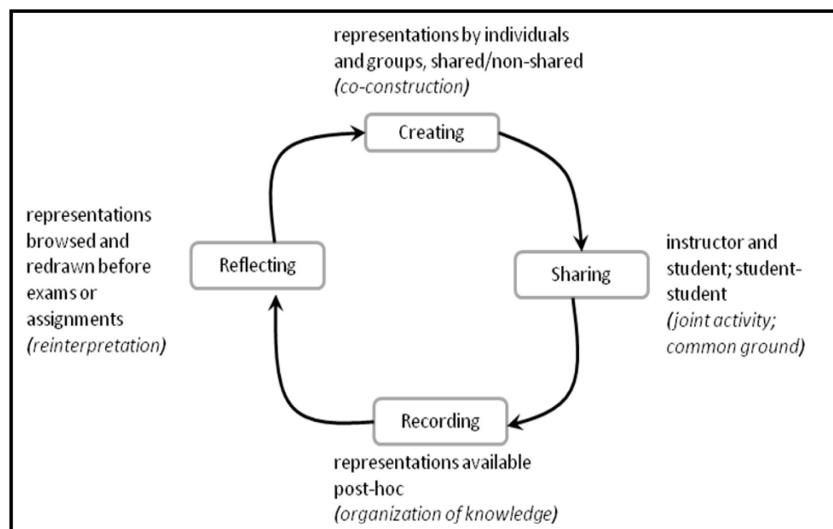 representations by individuals
and groups, shared/non-shared
(co-construction)
Creating
instructor and
student; student-
student
(joint activity;
common ground)
Sharing
Recording
representations available
post-hoc
(organization of knowledge)
representations
browsed and
redrawn before
exams or
assignments
(reinterpretation)
Reflecting